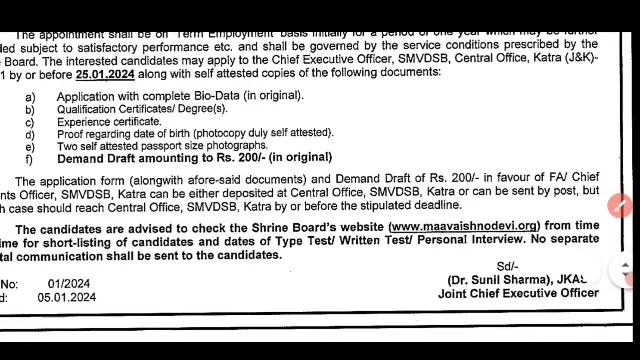 The appointment shall be on Term Employment basis initially for a period of one year which may be further
ded subject to satisfactory performance etc. and shall be governed by the service conditions prescribed by the
Board. The interested candidates may apply to the Chief Executive Officer, SMVDSB, Central Office, Katra (J&K)-
1 by or before 25.01.2024 along with self attested copies of the following documents:
a) Application with complete Bio-Data (in original).
b) Qualification Certificates/ Degree(s).
c) Experience certificate.
d) Proof regarding date of birth (photocopy duly self attested).
e) Two self attested passport size photographs.
f) Demand Draft amounting to Rs. 200/- (in original)
The application form (alongwith afore-said documents) and Demand Draft of Rs. 200/- in favour of FA/ Chief
nts Officer, SMVDSB, Katra can be either deposited at Central Office, SMVDSB, Katra or can be sent by post, but
h case should reach Central Office, SMVDSB, Katra by or before the stipulated deadline.
The candidates are advised to check the Shrine Board's website (www.maavaishnodevi.org) from time
ime for short-listing of candidates and dates of Type Test/ Written Test/ Personal Interview. No separate
tal communication shall be sent to the candidates.
Sd/-
No: 01/2024 (Dr. Sunil Sharma), JKAS
d: 05.01.2024 Joint Chief Executive Officer